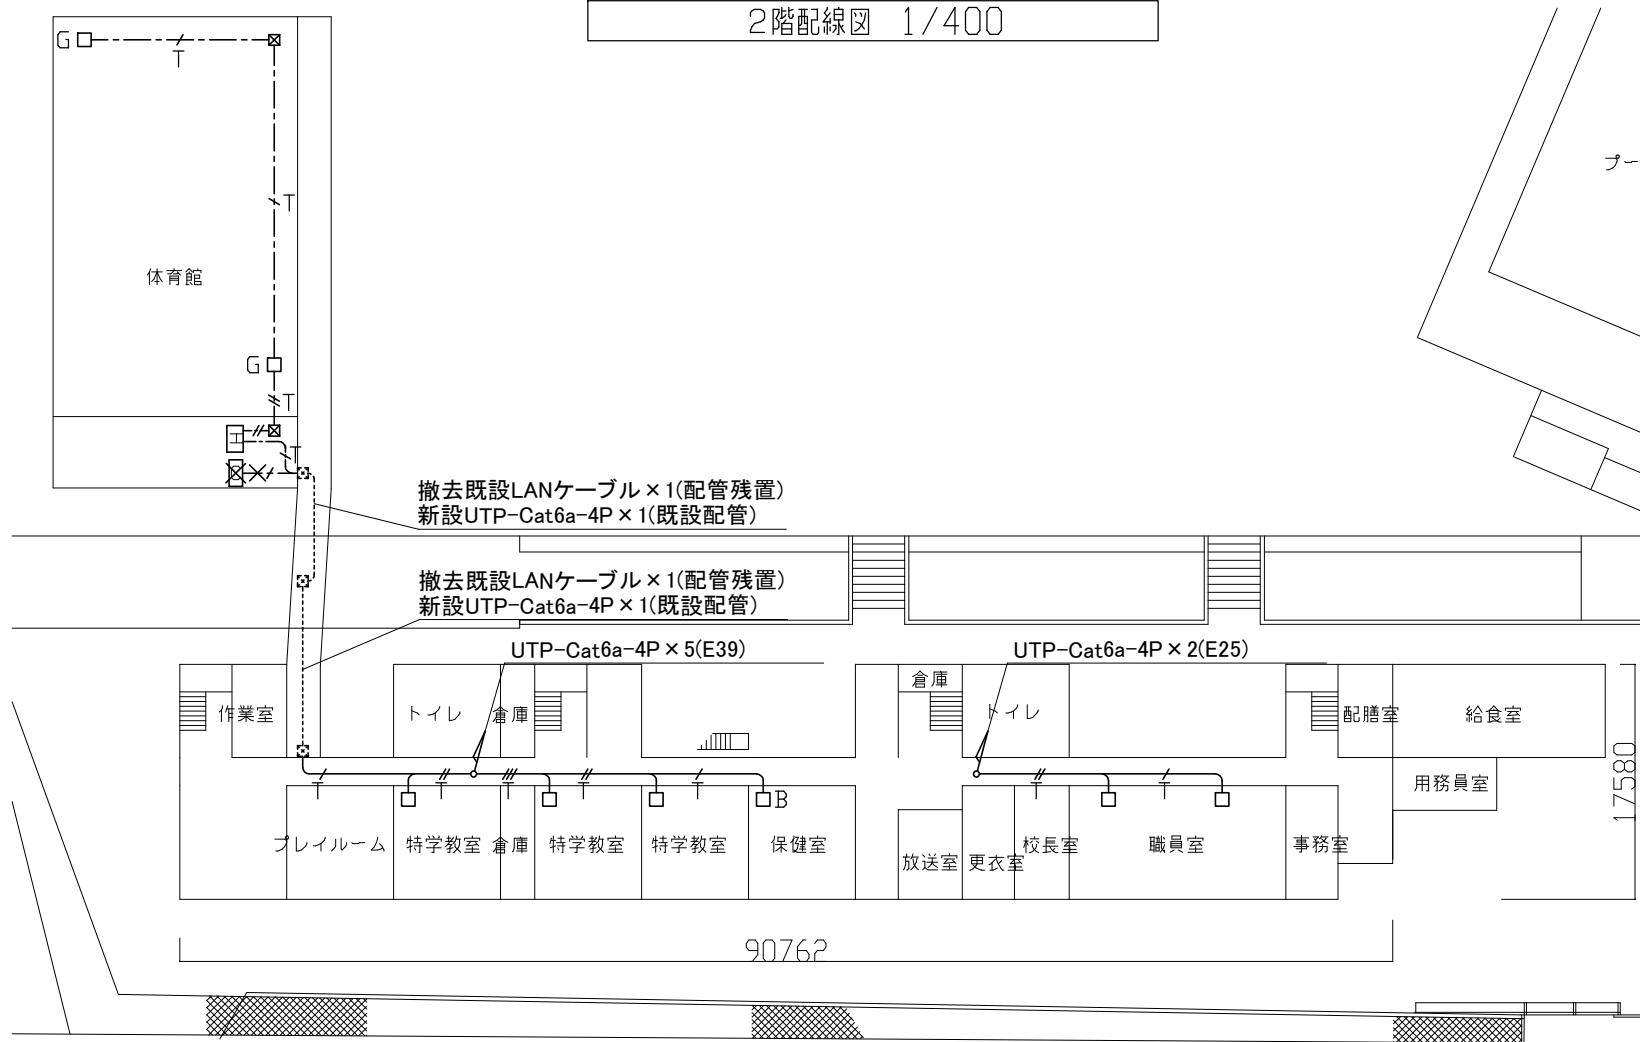 2階配線図 1/400
G
T
T
体育館
G
T
T
プー
撤去既設LANケーブル×1(配管残置)
新設UTP-Cat6a-4P×1(既設配管)
撤去既設LANケーブル×1(配管残置)
新設UTP-Cat6a-4P×1(既設配管)
UTP-Cat6a-4P×5(E39)
UTP-Cat6a-4P×2(E25)
倉庫
作業室
トイレ
倉庫
トイレ
配膳室
給食室
T
T
T
T
T
T
T
B
用務員室
17580
プレイルーム
特学教室
倉庫
特学教室
特学教室
保健室
放送室
更衣室
校長室
職員室
事務室
90762